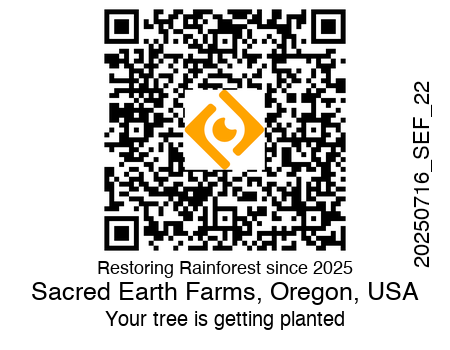 Restoring Rainforest since 2025
Sacred Earth Farms, Oregon, USA
Your tree is getting planted
20250716_SEF_22